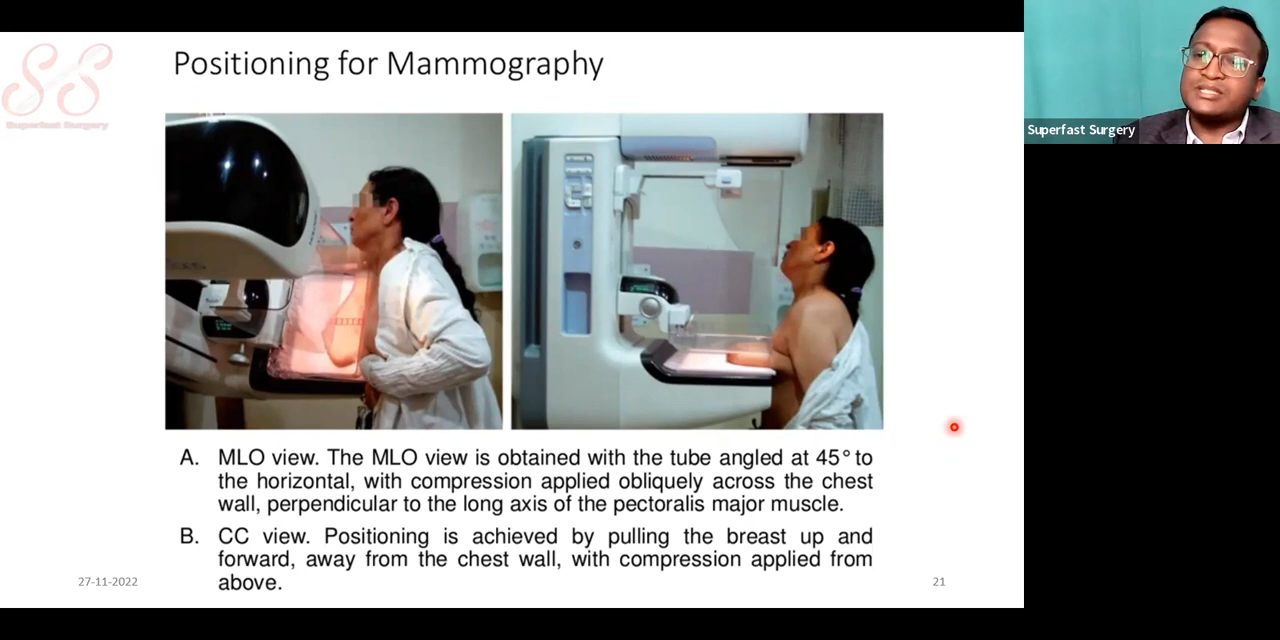 Positioning for Mammography
Superfast Surgery
Superfast Surgery
A. MLO view. The MLO view is obtained with the tube angled at 45° to
the horizontal, with compression applied obliquely across the chest
wall, perpendicular to the long axis of the pectoralis major muscle.
B. CC view. Positioning is achieved by pulling the breast up and
forward, away from the chest wall, with compression applied from
above.
27-11-2022
21